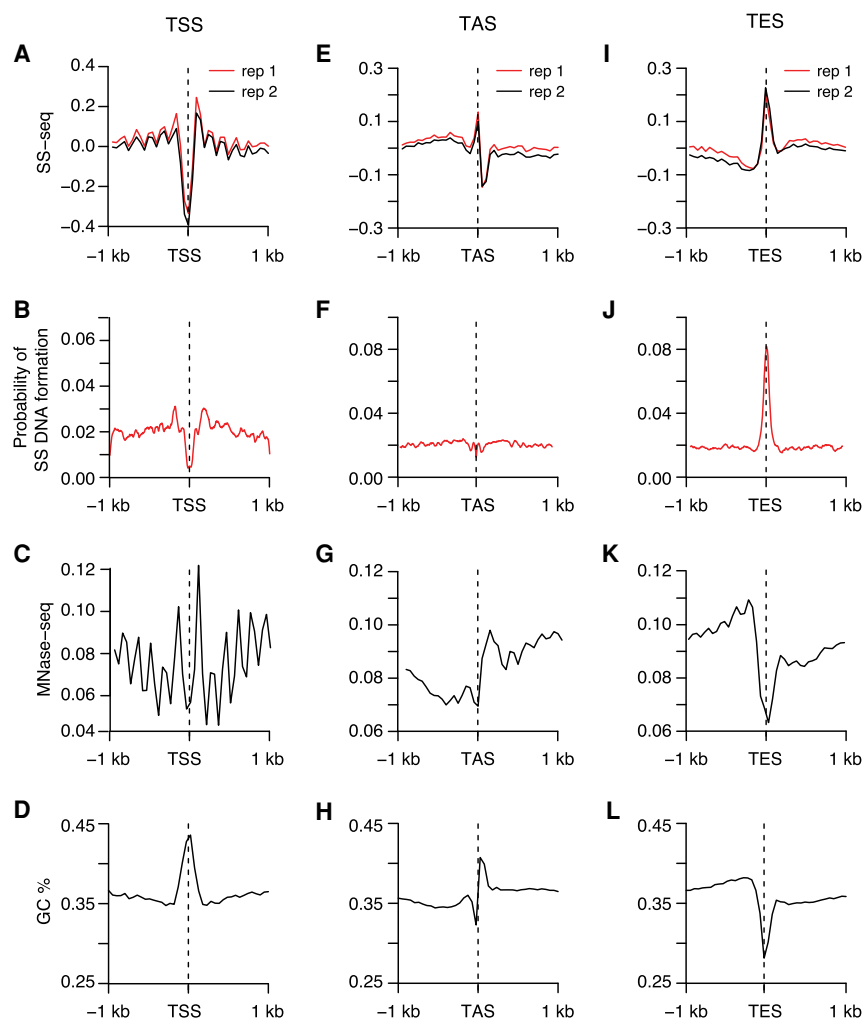 TSS TAS TES
A E I
0.4 0.3 0.3
rep 1 rep 1 rep 1
rep 2 rep 2 rep 2
0.2 0.1 0.1
SS−seq
0.0
−0.2 −0.1 −0.1
−0.4 −0.3 −0.3
−1 kb TSS 1 kb −1 kb TAS 1 kb −1 kb TES 1 kb
B F J
Probability of
SS DNA formation
0.06 0.08 0.08
0.04 0.04 0.04
0.02
0.00 0.00 0.00
−1 kb TSS 1 kb −1 kb TAS 1 kb −1 kb TES 1 kb
C G K
MNase−seq
0.12 0.12 0.12
0.10 0.10 0.10
0.08 0.08 0.08
0.06
0.04 0.06 0.06
−1 kb TSS 1 kb −1 kb TAS 1 kb −1 kb TES 1 kb
D H L
GC %
0.45 0.45 0.45
0.35 0.35 0.35
0.25 0.25 0.25
−1 kb TSS 1 kb −1 kb TAS 1 kb −1 kb TES 1 kb